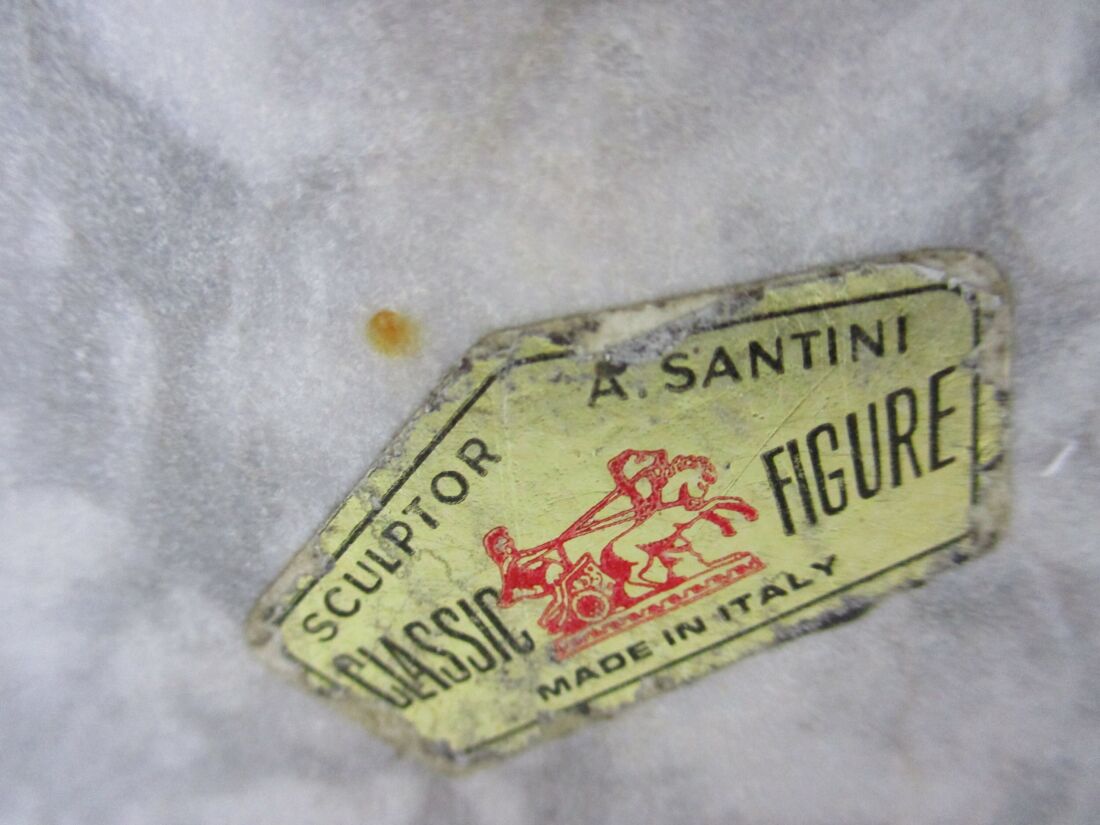 SCULPTOR A. SANTINI
CLASSIC FIGURE
MADE IN ITALY